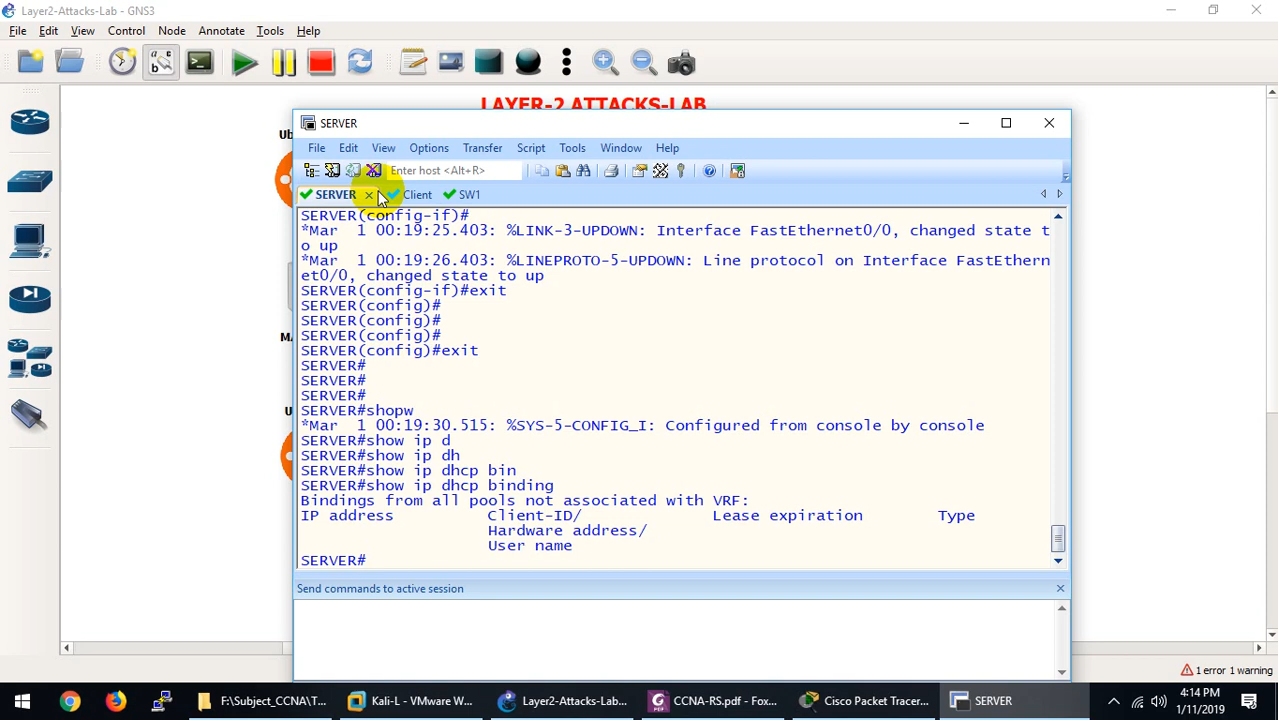 Layer2-Attacks-Lab - GNS3
File Edit View Control Node Annotate Tools Help
LAYER-2 ATTACKS-LAB
Ub
SERVER
File Edit View Options Transfer Script Tools Window Help
Enter host <Alt+R>
SERVER Client SW1
SERVER(config-if)#
*Mar  1 00:19:25.403: %LINK-3-UPDOWN: Interface FastEthernet0/0, changed state t
o up
*Mar  1 00:19:26.403: %LINEPROTO-5-UPDOWN: Line protocol on Interface FastEthern
et0/0, changed state to up
SERVER(config-if)#exit
SERVER(config)#
SERVER(config)#
SERVER(config)#
SERVER(config)#exit
SERVER#
SERVER#
SERVER#
SERVER#shopw
*Mar  1 00:19:30.515: %SYS-5-CONFIG_I: Configured from console by console
SERVER#show ip d
SERVER#show ip dh
SERVER#show ip dhcp bin
SERVER#show ip dhcp binding
Bindings from all pools not associated with VRF:
IP address          Client-ID/              Lease expiration        Type
                    Hardware address/
                    User name
SERVER#
MA
U
Send commands to active session
1 error 1 warning
F:\Subject_CCNA\T... Kali-L - VMware W... Layer2-Attacks-Lab... CCNA-RS.pdf - Fox... Cisco Packet Tracer... SERVER
4:14 PM
1/11/2019